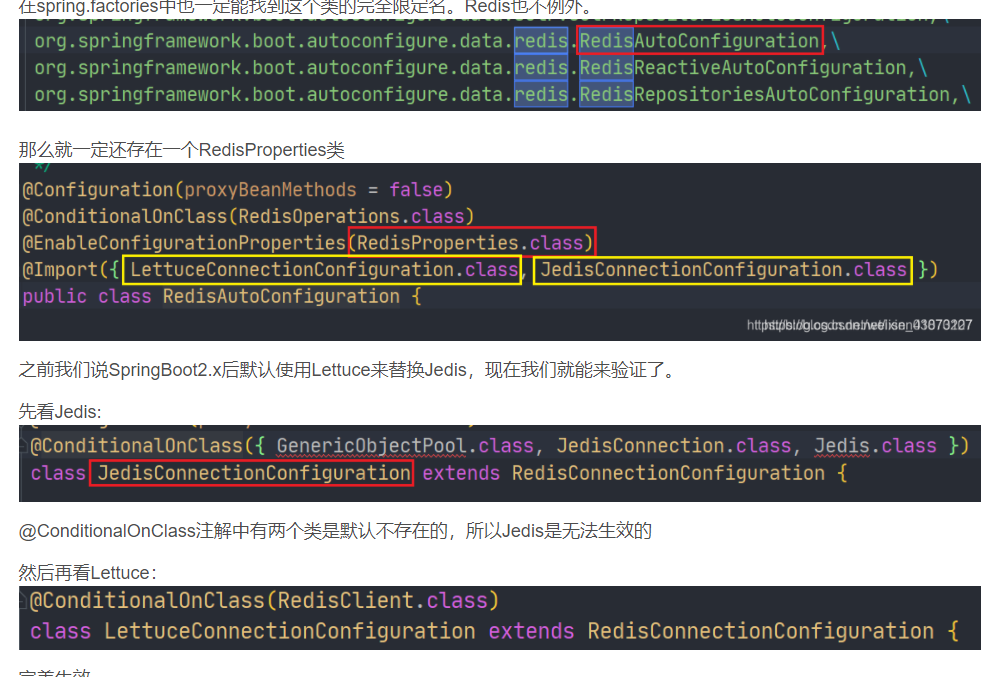 在spring.factories中也一定能找到这个类的完全限定名。Redis也不例外。
org.springframework.boot.autoconfigure.data.redis.RedisAutoConfiguration,\
org.springframework.boot.autoconfigure.data.redis.RedisReactiveAutoConfiguration,\
org.springframework.boot.autoconfigure.data.redis.RedisRepositoriesAutoConfiguration,\
那么就一定还存在一个RedisProperties类
*/
@Configuration(proxyBeanMethods = false)
@ConditionalOnClass(RedisOperations.class)
@EnableConfigurationProperties(RedisProperties.class)
@Import({ LettuceConnectionConfiguration.class, JedisConnectionConfiguration.class })
public class RedisAutoConfiguration {
之前我们说SpringBoot2.x后默认使用Lettuce来替换Jedis，现在我们就能来验证了。
先看Jedis:
@ConditionalOnClass({ GenericObjectPool.class, JedisConnection.class, Jedis.class })
class JedisConnectionConfiguration extends RedisConnectionConfiguration {
@ConditionalOnClass注解中有两个类是默认不存在的，所以Jedis是无法生效的
然后再看Lettuce：
@ConditionalOnClass(RedisClient.class)
class LettuceConnectionConfiguration extends RedisConnectionConfiguration {